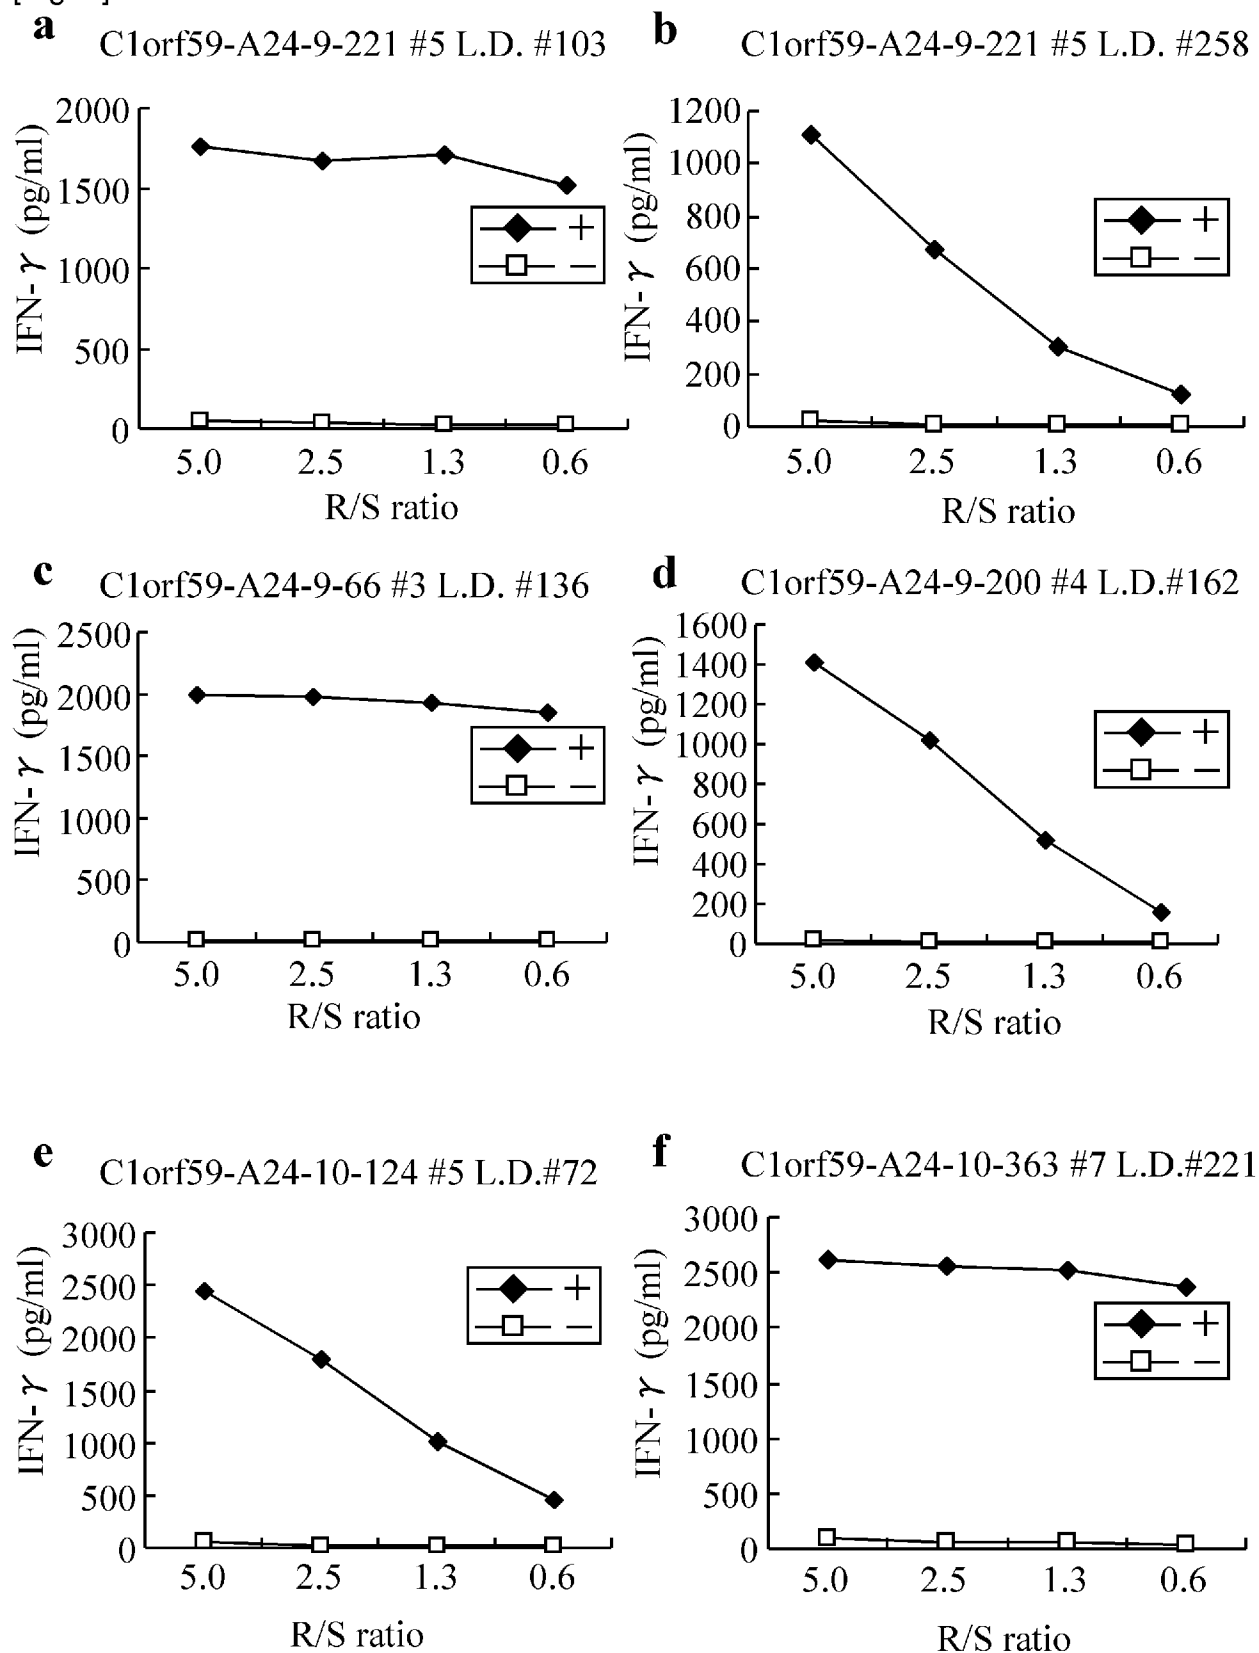 a
C1orf59-A24-9-221 #5 L.D. #103
IFN-γ (pg/ml)
2000
1500
1000
500
0
+
−
5.0 2.5 1.3 0.6
R/S ratio
b
C1orf59-A24-9-221 #5 L.D. #258
IFN-γ (pg/ml)
1200
1000
800
600
400
200
0
+
−
5.0 2.5 1.3 0.6
R/S ratio
c
C1orf59-A24-9-66 #3 L.D. #136
IFN-γ (pg/ml)
2500
2000
1500
1000
500
0
+
−
5.0 2.5 1.3 0.6
R/S ratio
d
C1orf59-A24-9-200 #4 L.D.#162
IFN-γ (pg/ml)
1600
1400
1200
1000
800
600
400
200
0
+
−
5.0 2.5 1.3 0.6
R/S ratio
e
C1orf59-A24-10-124 #5 L.D.#72
IFN-γ (pg/ml)
3000
2500
2000
1500
1000
500
0
+
−
5.0 2.5 1.3 0.6
R/S ratio
f
C1orf59-A24-10-363 #7 L.D.#221
IFN-γ (pg/ml)
3000
2500
2000
1500
1000
500
0
+
−
5.0 2.5 1.3 0.6
R/S ratio